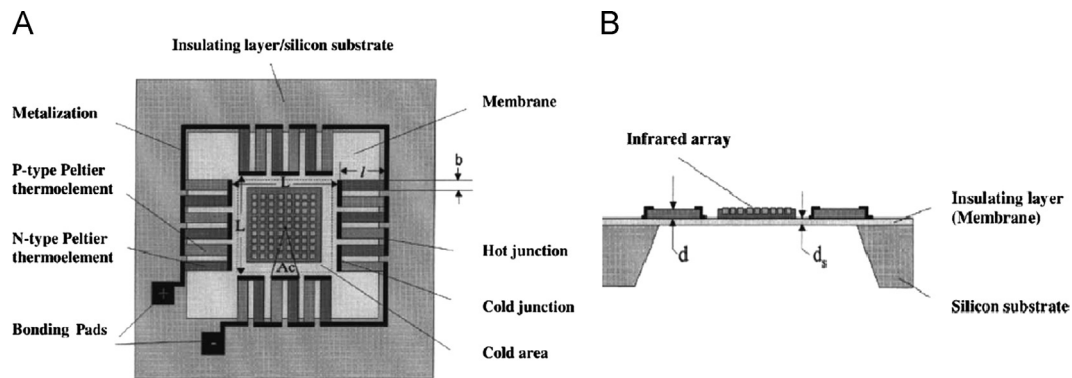 A
B
Insulating layer/silicon substrate
Metalization
Membrane
P-type Peltier
thermoelement
N-type Peltier
thermoelement
Bonding Pads
L
L
l
b
Ac
+
-
Hot junction
Cold junction
Cold area
Infrared array
Insulating layer
(Membrane)
d
ds
Silicon substrate